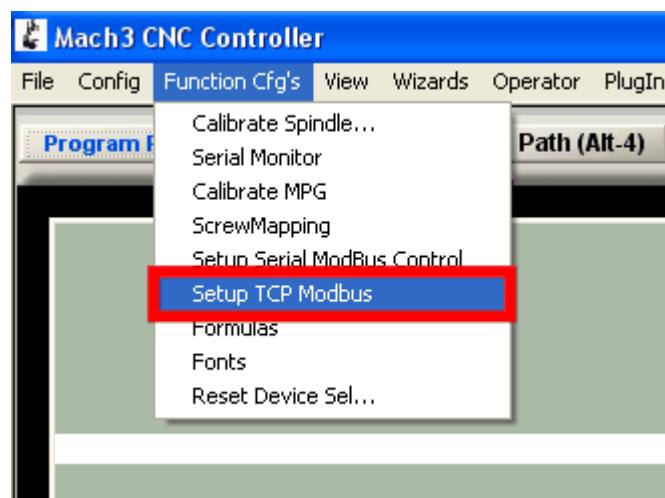 Mach3 CNC Controller
File Config Function Cfg's View Wizards Operator PlugIn
Program Path (Alt-4)
Calibrate Spindle...
Serial Monitor
Calibrate MPG
ScrewMapping
Setup Serial ModBus Control
Setup TCP Modbus
Formulas
Fonts
Reset Device Sel...